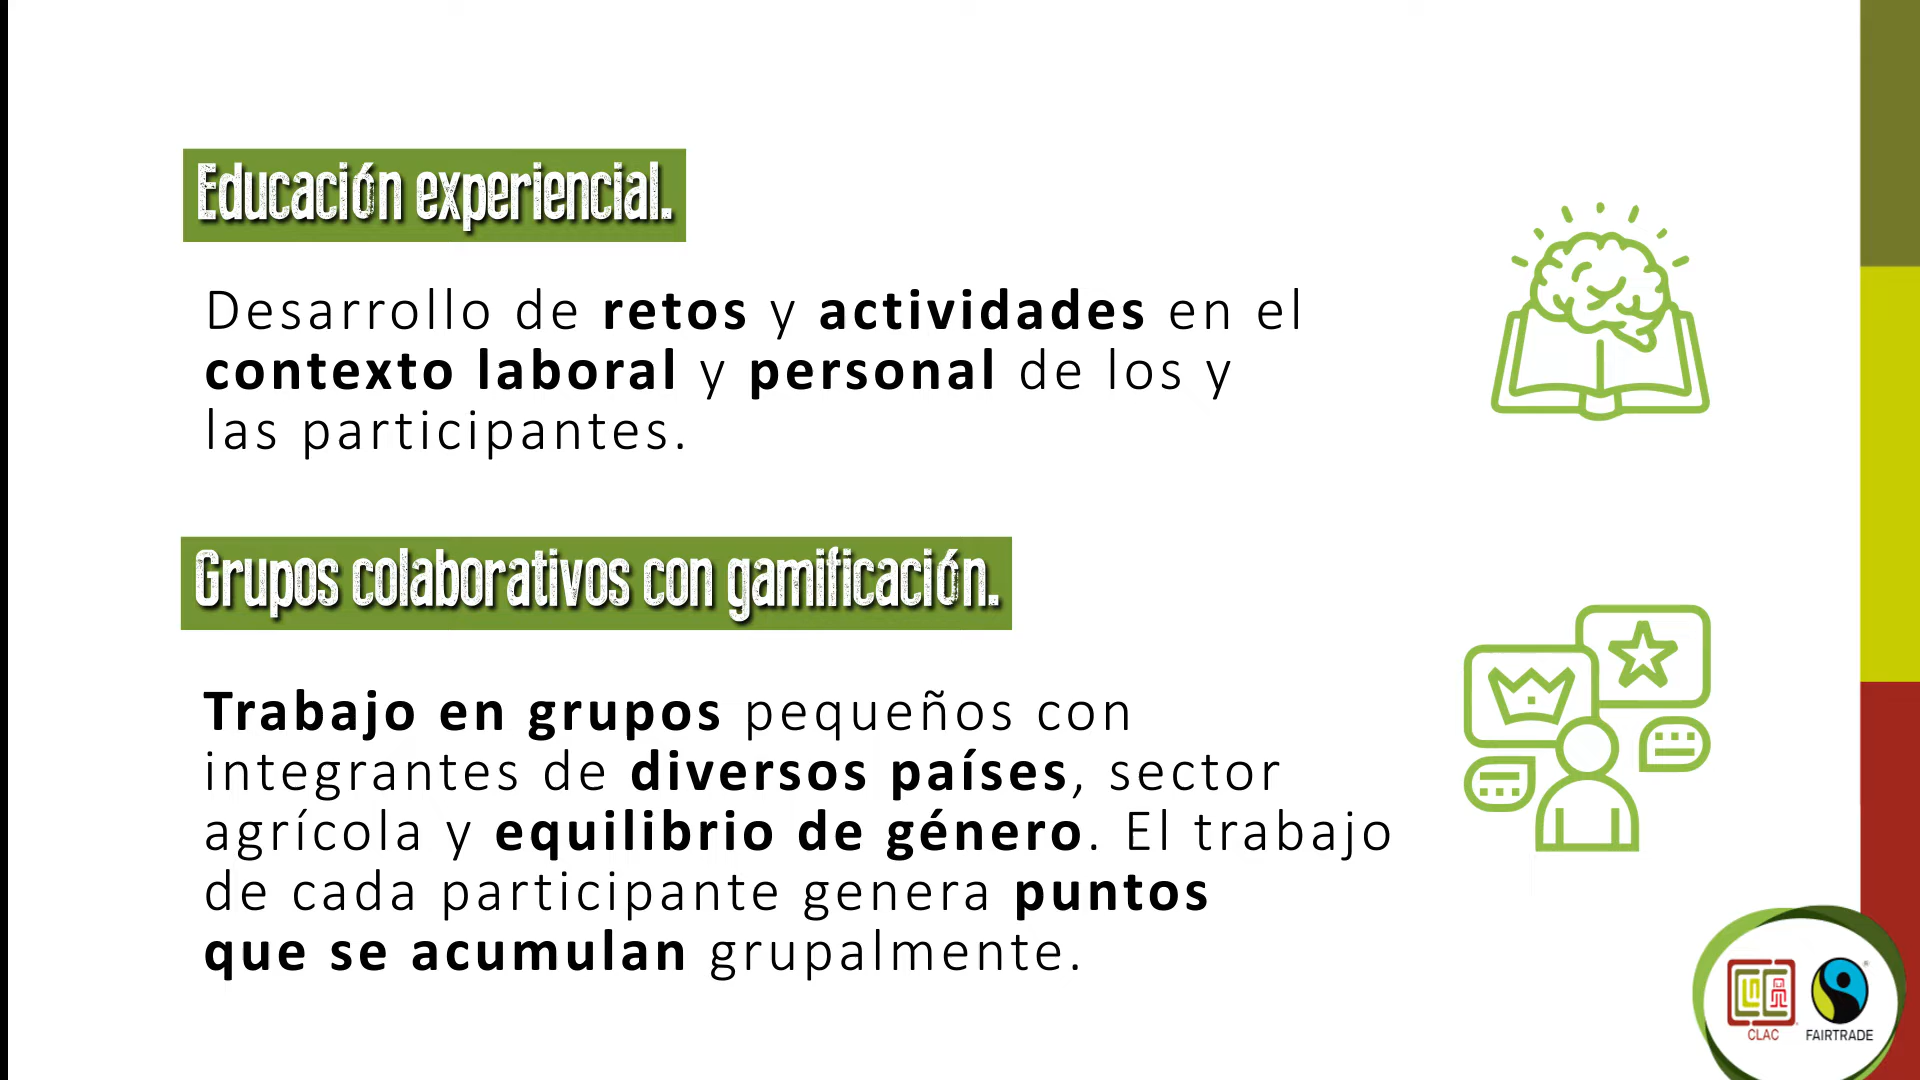 Educación experiencial.
Desarrollo de retos y actividades en el
contexto laboral y personal de los y
las participantes.
Grupos colaborativos con gamificación.
Trabajo en grupos pequeños con
integrantes de diversos países, sector
agrícola y equilibrio de género. El trabajo
de cada participante genera puntos
que se acumulan grupalmente.
CLAC
FAIRTRADE